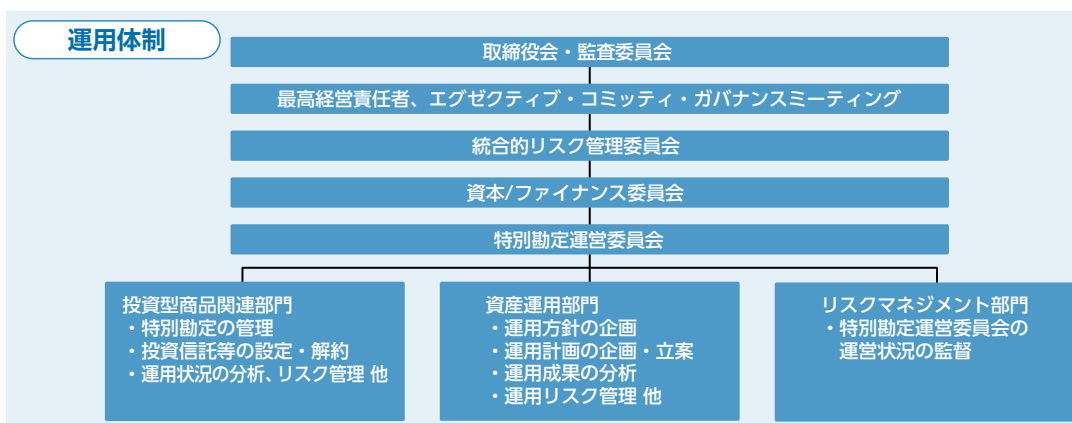 運用体制
取締役会・監査委員会
最高経営責任者、エグゼクティブ・コミッティ・ガバナンスミーティング
統合的リスク管理委員会
資本/ファイナンス委員会
特別勘定運営委員会
投資型商品関連部門
・特別勘定の管理
・投資信託等の設定・解約
・運用状況の分析、リスク管理 他
資産運用部門
・運用方針の企画
・運用計画の企画・立案
・運用成果の分析
・運用リスク管理 他
リスクマネジメント部門
・特別勘定運営委員会の
運営状況の監督